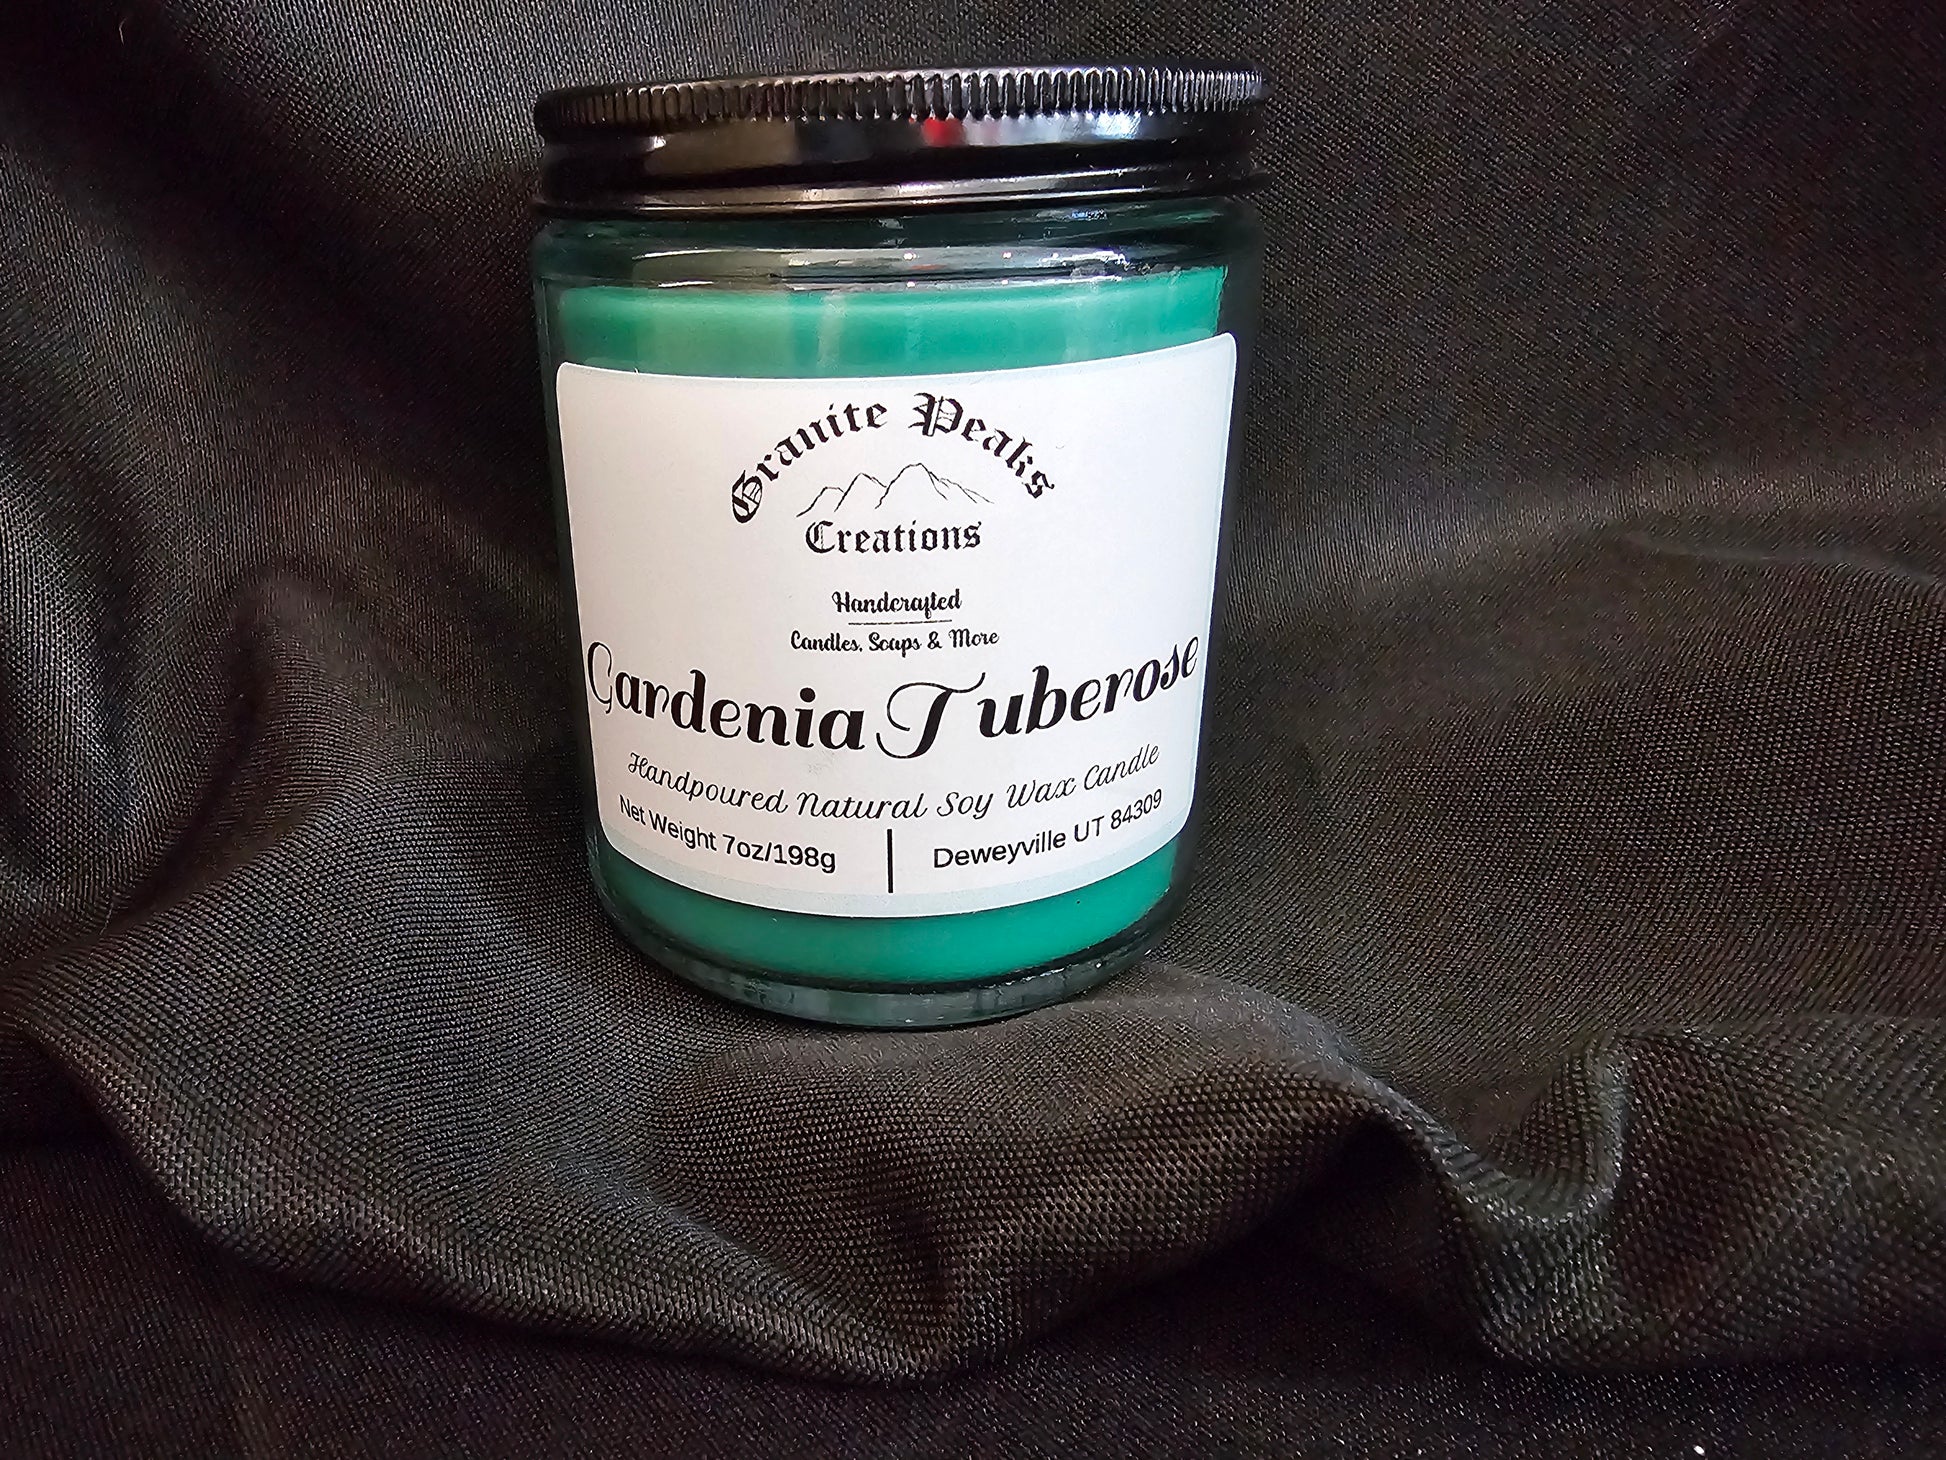 Granite Peaks
Creations
Handcrafted
Candles, Soaps & More
Gardenia Tuberose
Handpoured Natural Soy Wax Candle
Net Weight 7oz/198g | Deweyville UT 84309